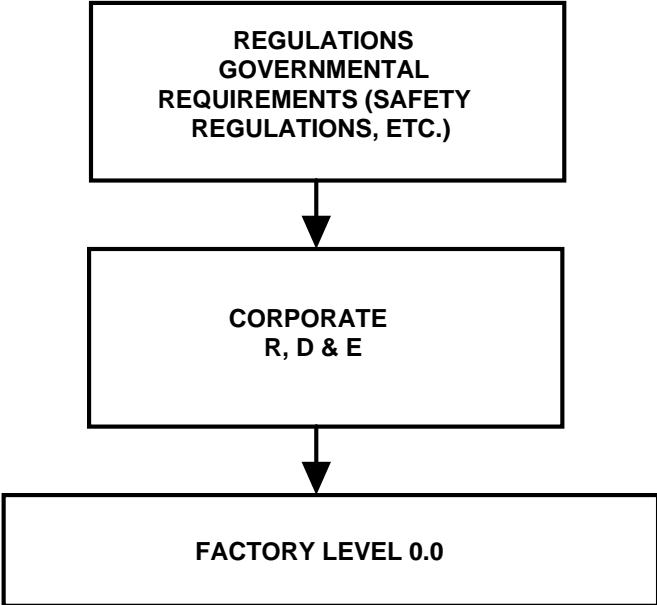 REGULATIONS
GOVERNMENTAL
REQUIREMENTS (SAFETY
REGULATIONS, ETC.)
CORPORATE
R, D & E
FACTORY LEVEL 0.0